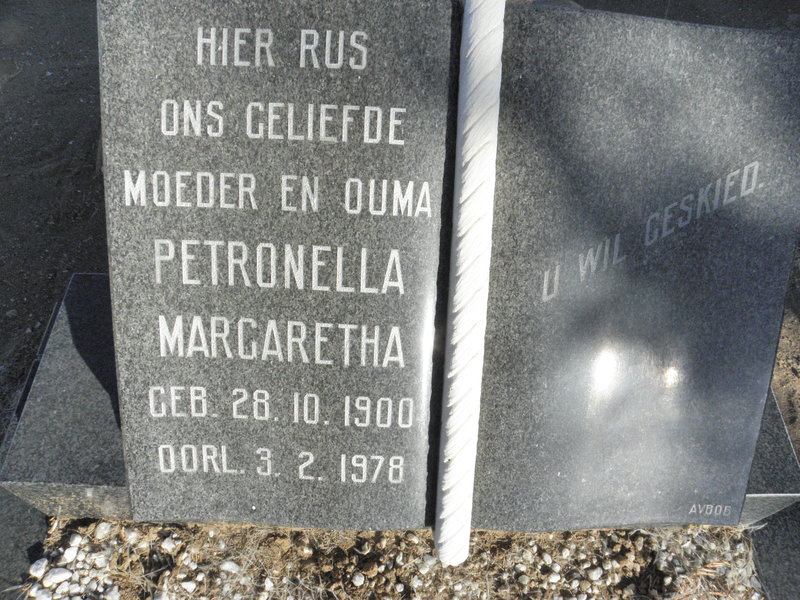 HIER RUS
ONS GELIEFDE
MOEDER EN OUMA
PETRONELLA
MARGARETHA
GEB. 28. 10. 1900
OORL. 3. 2. 1978
U WIL GESKIED.
AVBOB